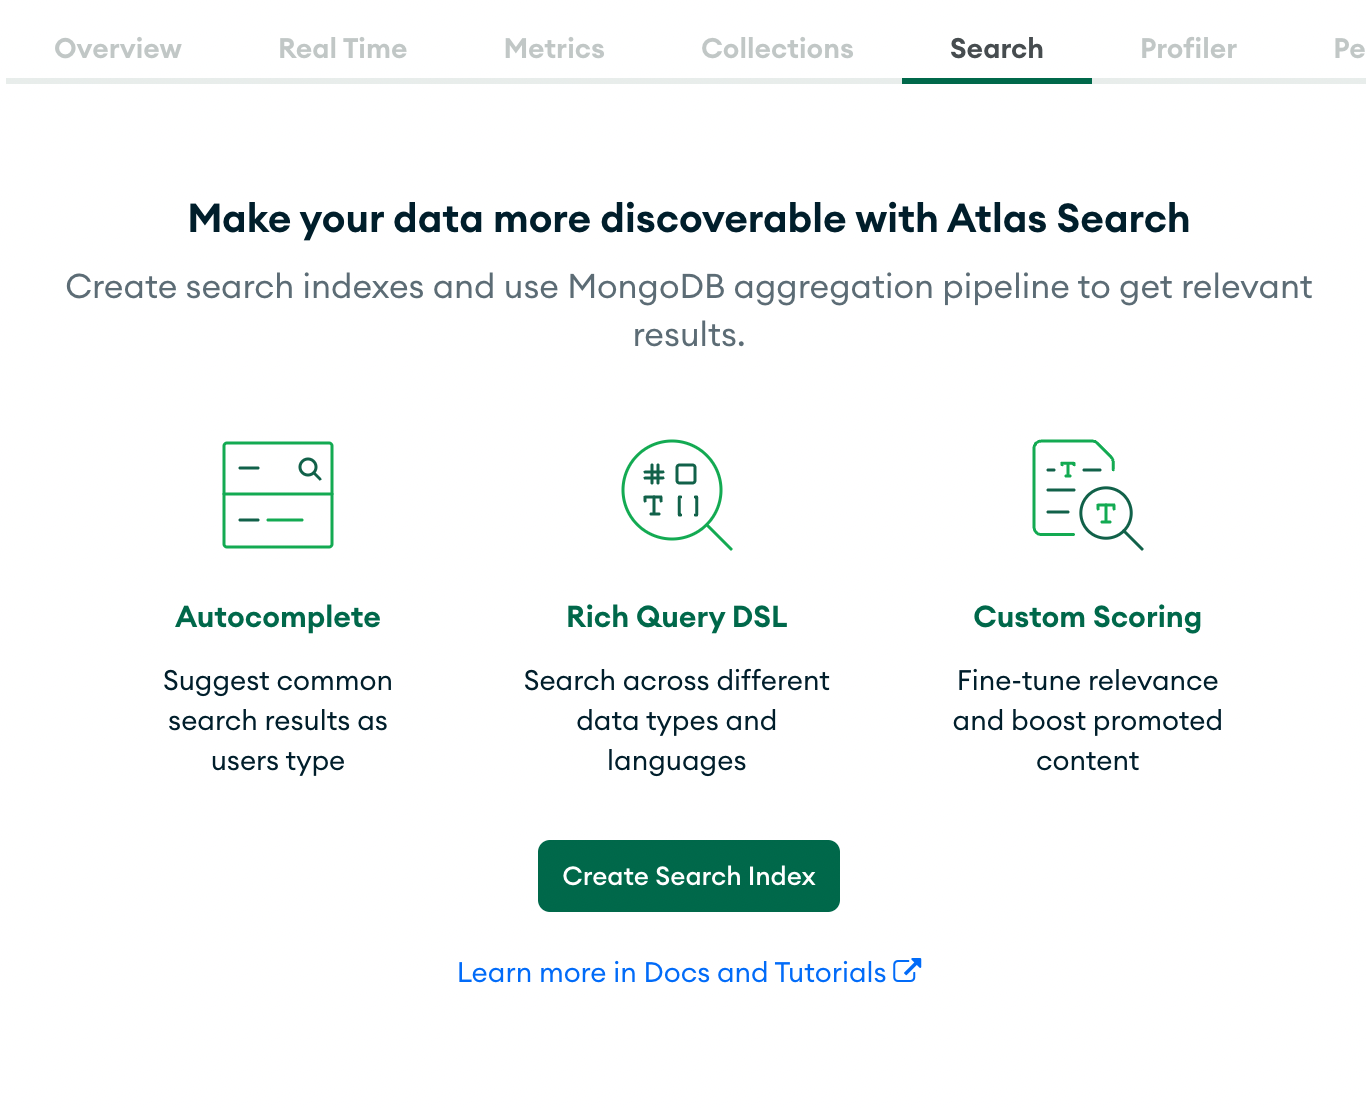 Overview Real Time Metrics Collections Search Profiler Pe
Make your data more discoverable with Atlas Search
Create search indexes and use MongoDB aggregation pipeline to get relevant
results.
# T []
T T
Autocomplete
Suggest common
search results as
users type
Rich Query DSL
Search across different
data types and
languages
Custom Scoring
Fine-tune relevance
and boost promoted
content
Create Search Index
Learn more in Docs and Tutorials